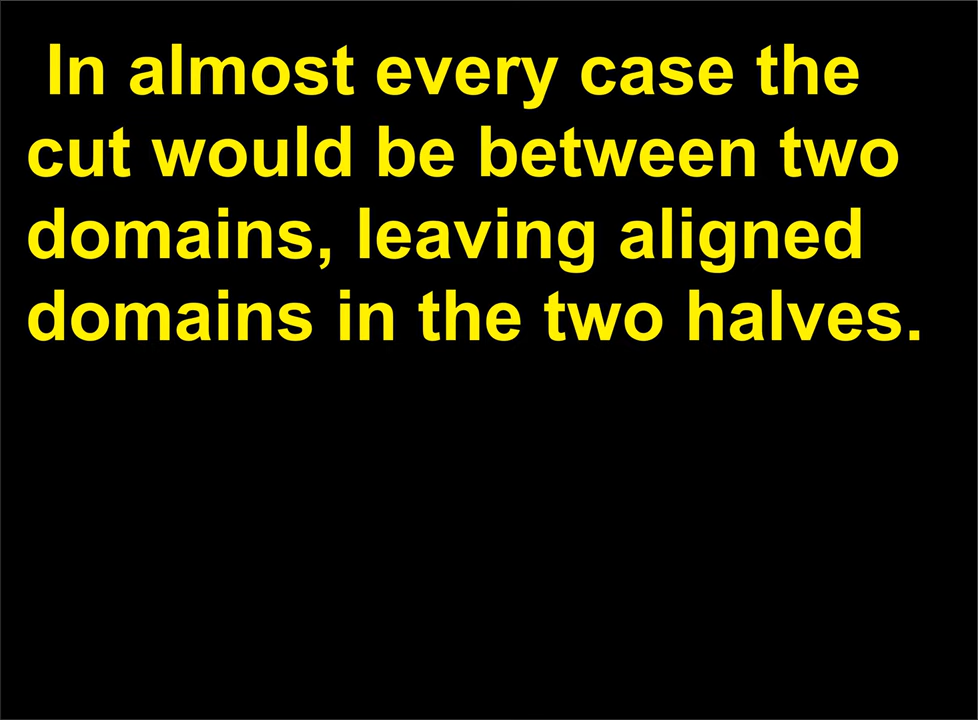 In almost every case the
cut would be between two
domains, leaving aligned
domains in the two halves.